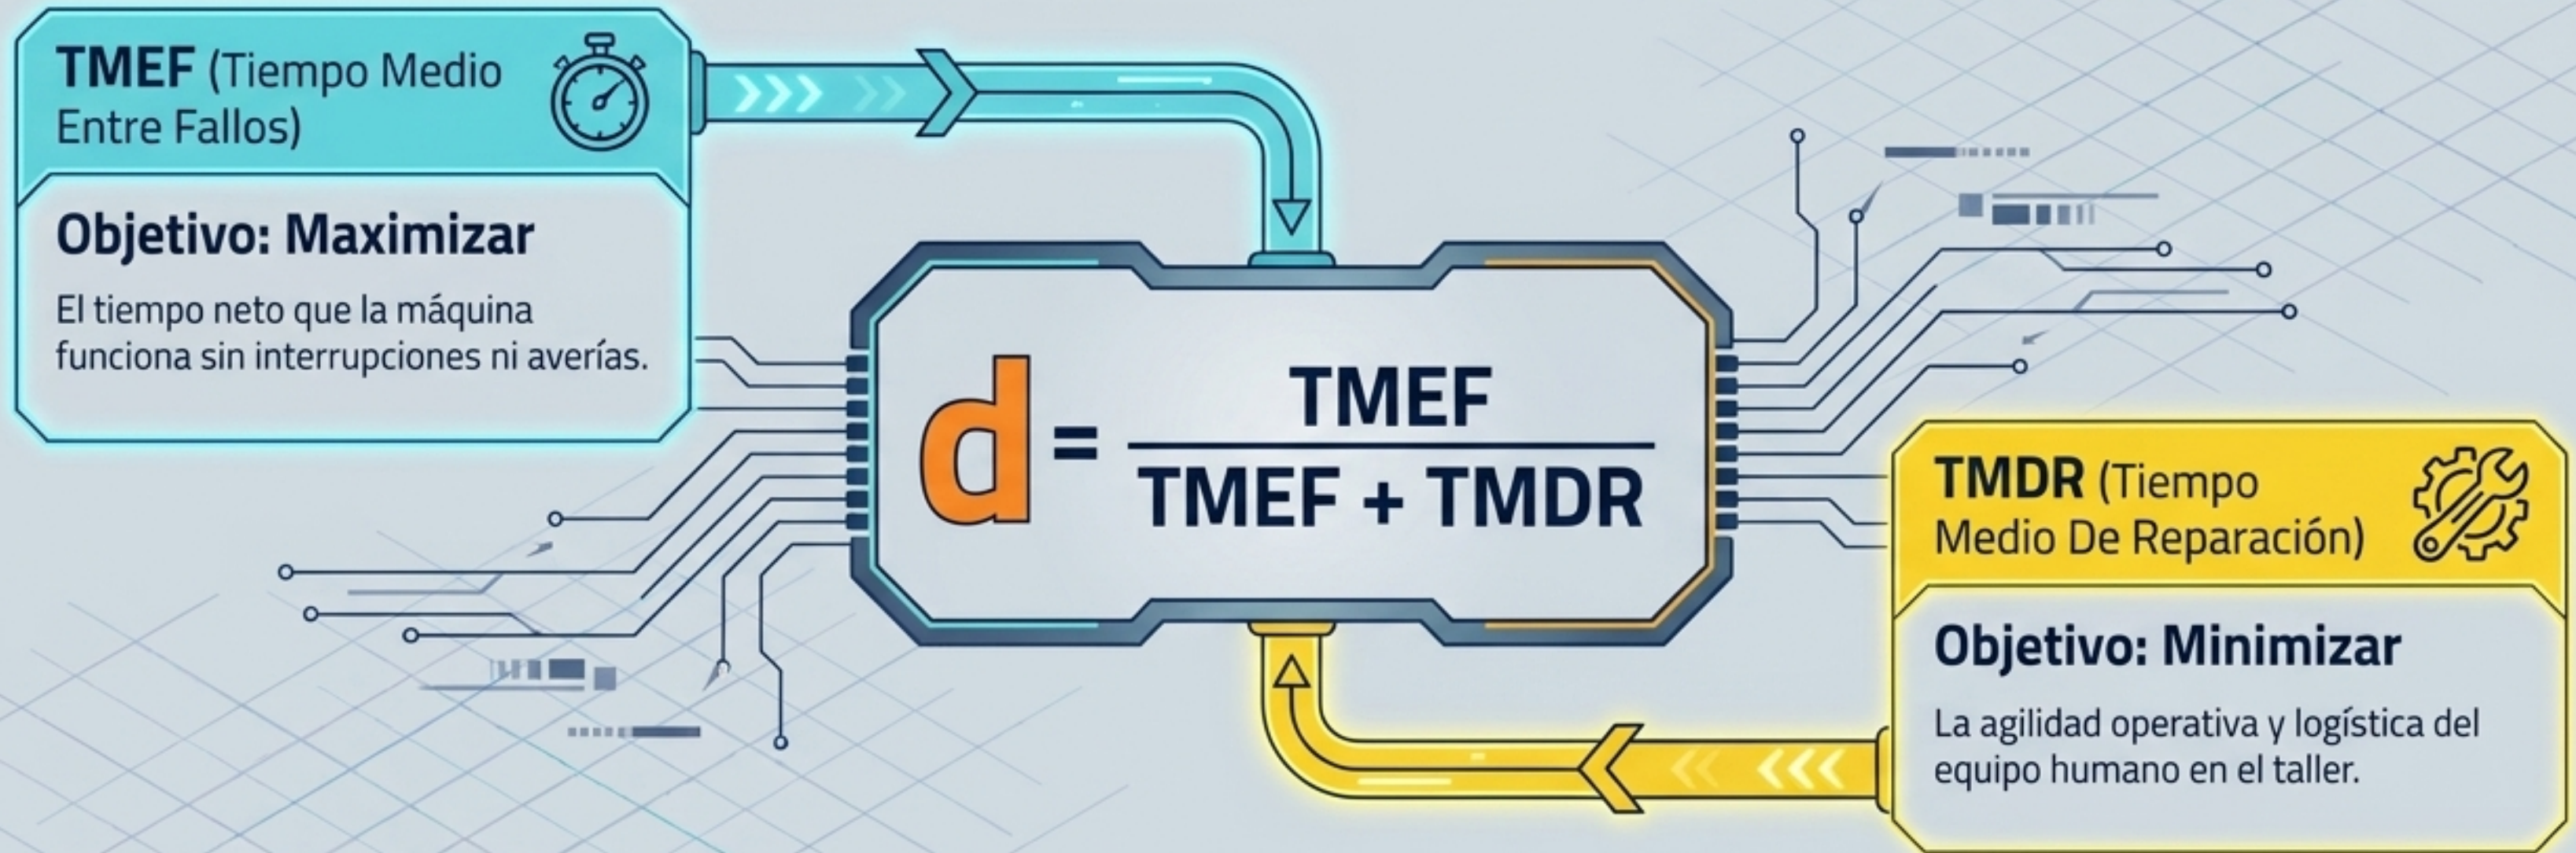 TMEF (Tiempo Medio
Entre Fallos)
Objetivo: Maximizar
El tiempo neto que la máquina
funciona sin interrupciones ni averías.
d = TMEF
TMEF + TMDR
TMDR (Tiempo
Medio De Reparación)
Objetivo: Minimizar
La agilidad operativa y logística del
equipo humano en el taller.